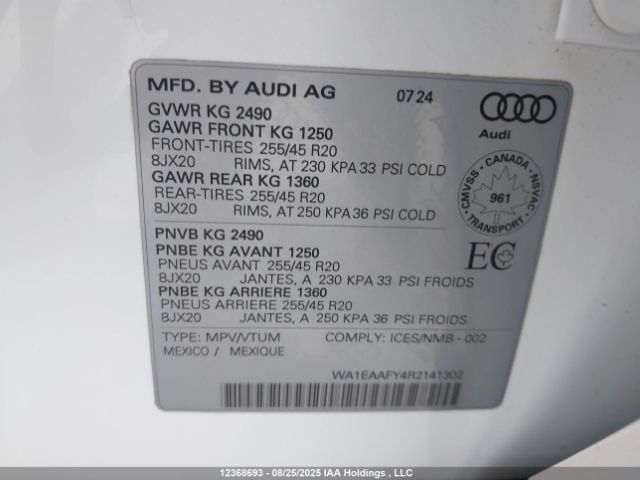 MFD. BY AUDI AG 07 24
Audi
GVWR KG 2490
GAWR FRONT KG 1250
FRONT-TIRES 255/45 R20
8JX20 RIMS, AT 230 KPA 33 PSI COLD
GAWR REAR KG 1360
REAR-TIRES 255/45 R20
8JX20 RIMS, AT 250 KPA 36 PSI COLD
CMVSS - CANADA - NSVAC
961
TRANSPORT
PNVB KG 2490
PNBE KG AVANT 1250
PNEUS AVANT 255/45 R20
8JX20 JANTES, A 230 KPA 33 PSI FROIDS
PNBE KG ARRIERE 1360
PNEUS ARRIERE 255/45 R20
8JX20 JANTES, A 250 KPA 36 PSI FROIDS
EC
TYPE: MPV/VTUM COMPLY: ICES/NMB - 002
MEXICO / MEXIQUE
WA1EAAFY4R2141302
12368693 - 08/25/2025 IAA Holdings , LLC